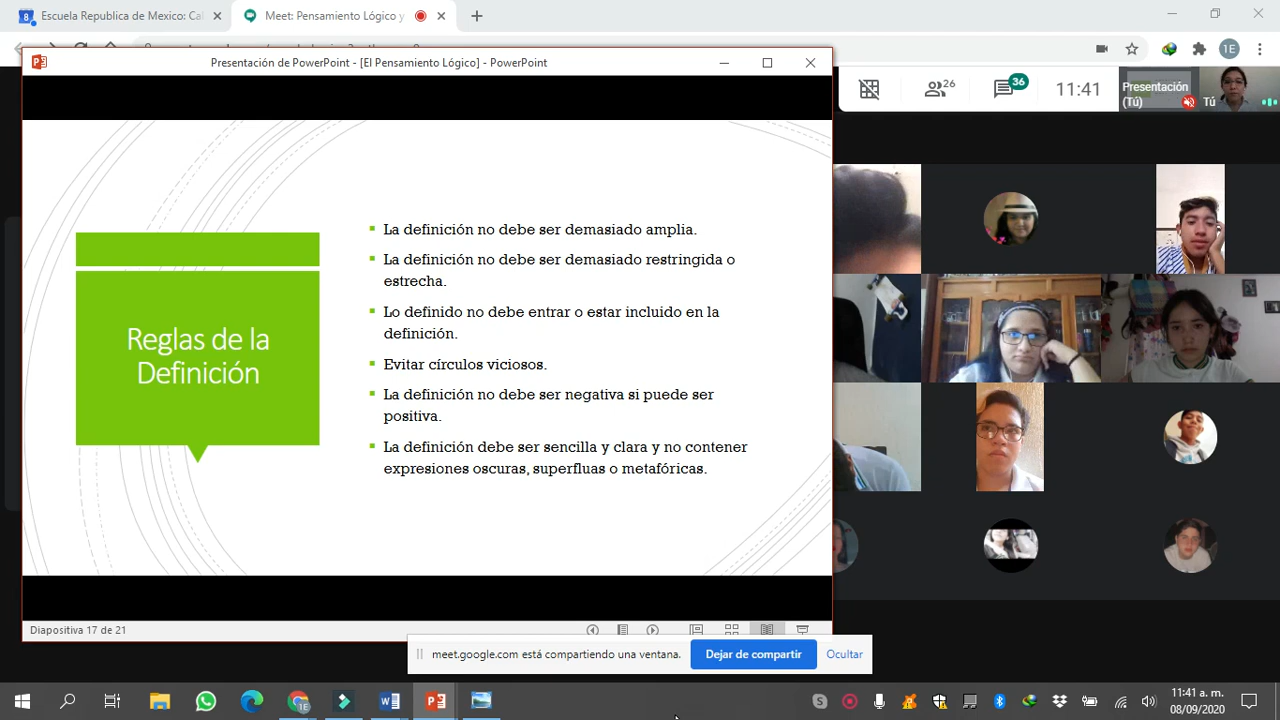 Escuela Republica de Mexico: Cal
Meet: Pensamiento Lógico y
1E
Presentación de PowerPoint - [El Pensamiento Lógico] - PowerPoint
26
36
11:41
Presentación
(Tú)
Tú
Reglas de la
Definición
La definición no debe ser demasiado amplia.
La definición no debe ser demasiado restringida o
estrecha.
Lo definido no debe entrar o estar incluido en la
definición.
Evitar círculos viciosos.
La definición no debe ser negativa si puede ser
positiva.
La definición debe ser sencilla y clara y no contener
expresiones oscuras, superfluas o metafóricas.
Diapositiva 17 de 21
meet.google.com está compartiendo una ventana.
Dejar de compartir
Ocultar
11:41 a. m.
08/09/2020